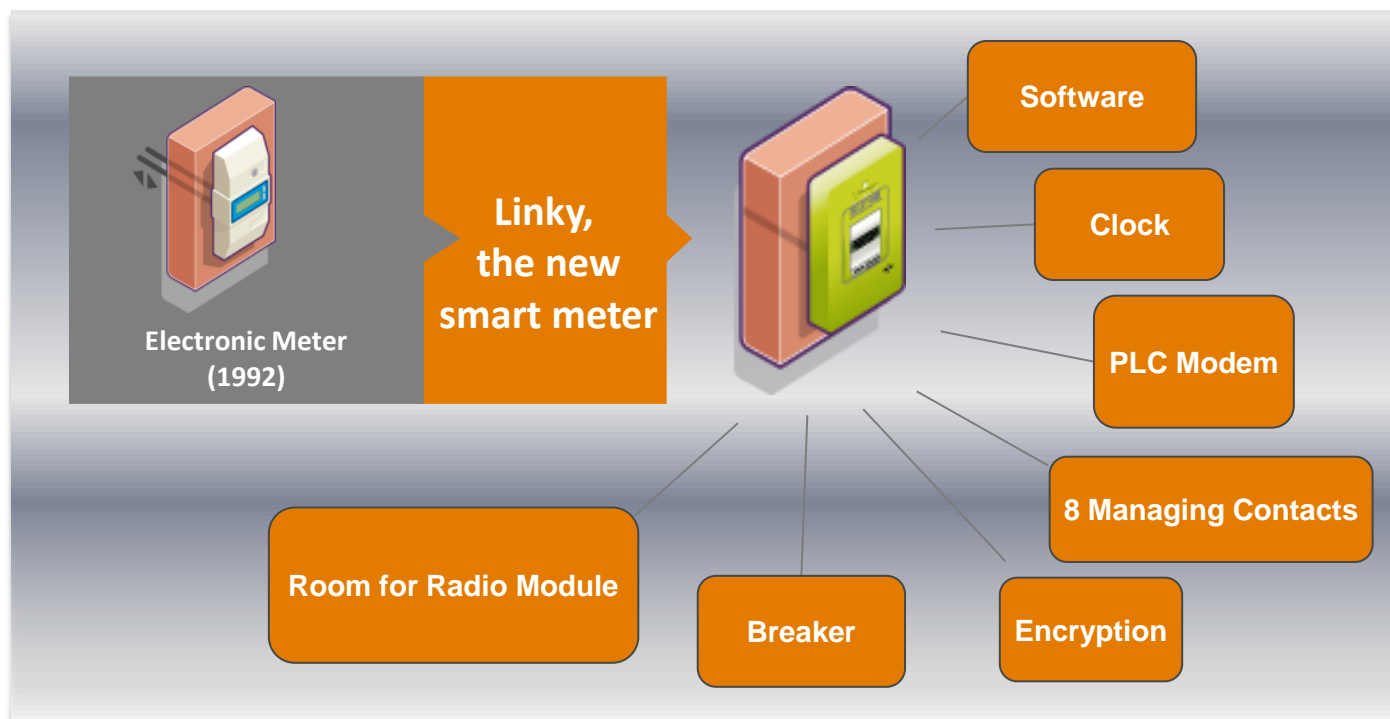 Electronic Meter
(1992)
Linky,
the new
smart meter
Software
Clock
PLC Modem
8 Managing Contacts
Encryption
Breaker
Room for Radio Module